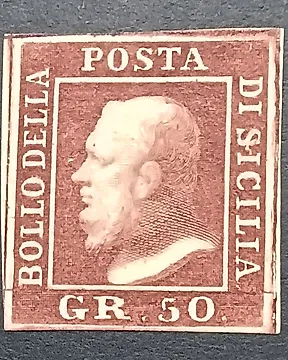 POSTA
BOLLO DELLA
DI SICILIA
GR. 50.